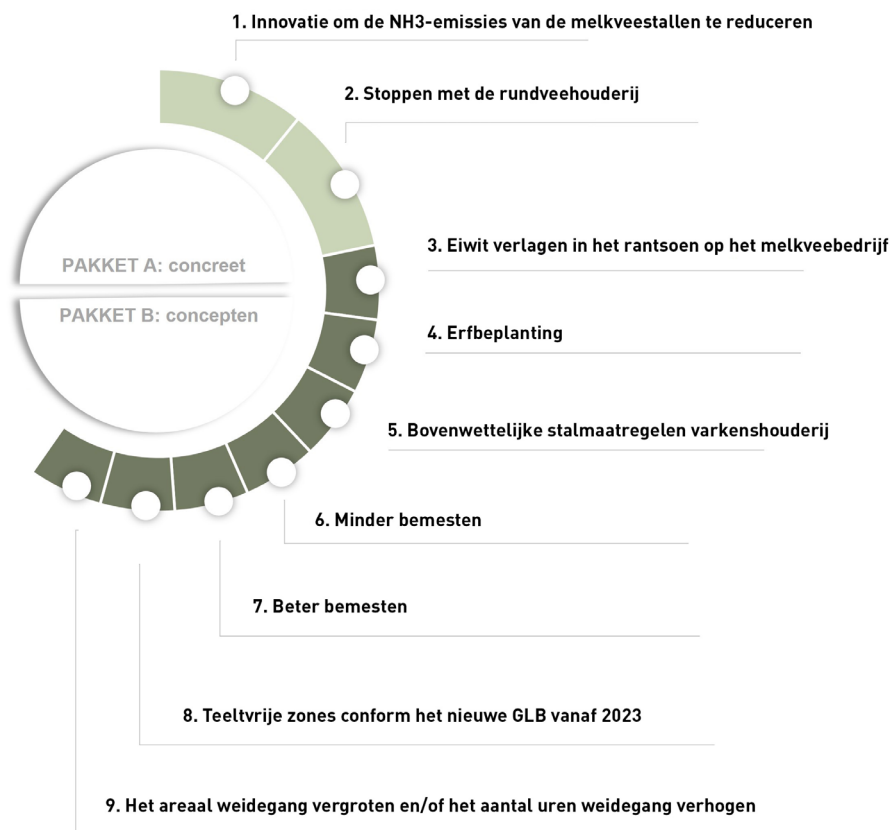 1. Innovatie om de NH3-emissies van de melkveestallen te reduceren
2. Stoppen met de rundveehouderij
3. Eiwit verlagen in het rantsoen op het melkveebedrijf
PAKKET A: concreet
PAKKET B: concepten
4. Erfbeplanting
5. Bovenwettelijke stalmaatregelen varkenshouderij
6. Minder bemesten
7. Beter bemesten
8. Teeltvrije zones conform het nieuwe GLB vanaf 2023
9. Het areaal weidegang vergroten en/of het aantal uren weidegang verhogen